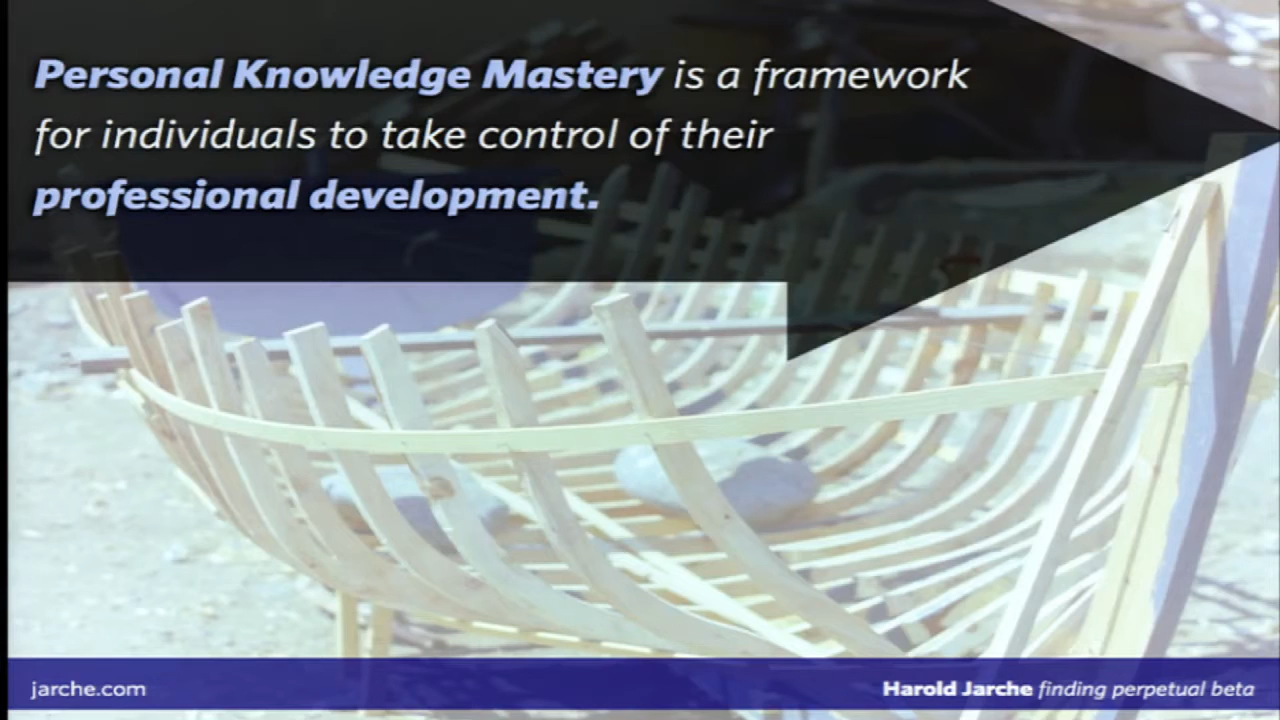 Personal Knowledge Mastery is a framework
for individuals to take control of their
professional development.
jarche.com
Harold Jarche finding perpetual beta